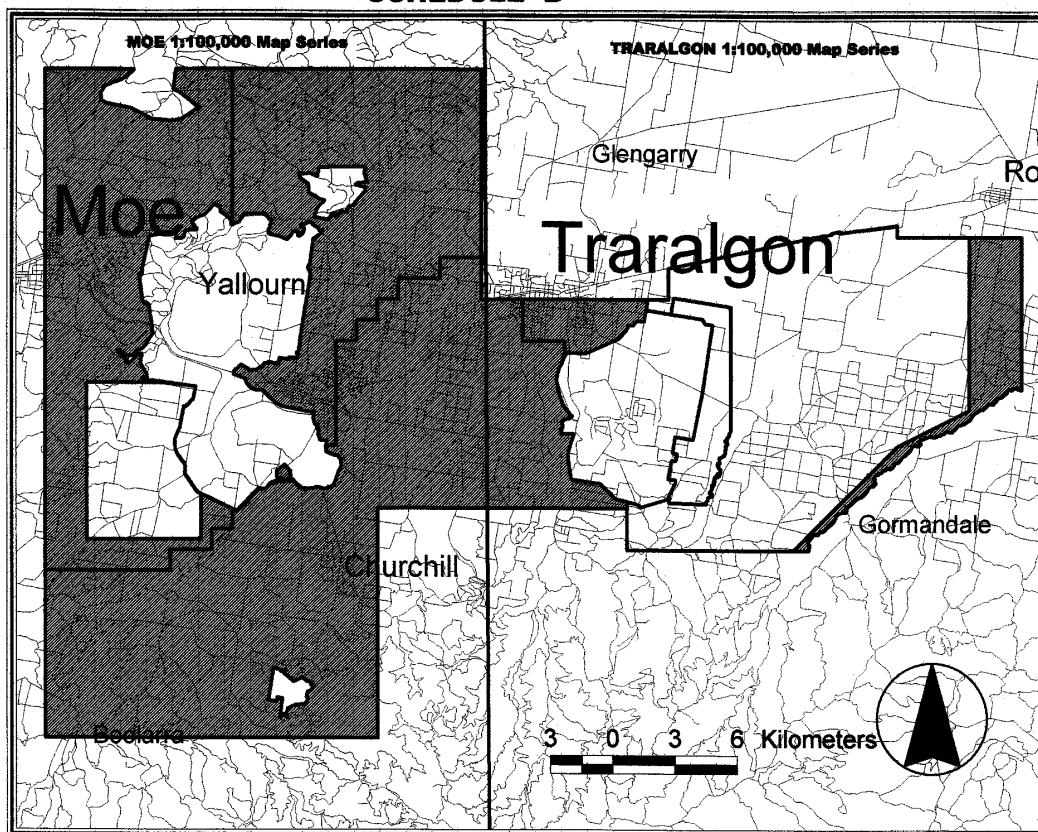 MOE 1:100,000 Map Series
TRARALGON 1:100,000 Map Series
Glengarry
Ro
Moe
Traralgon
Yallourn
Gormandale
Churchill
Boolarra
3 0 3 6 Kilometers